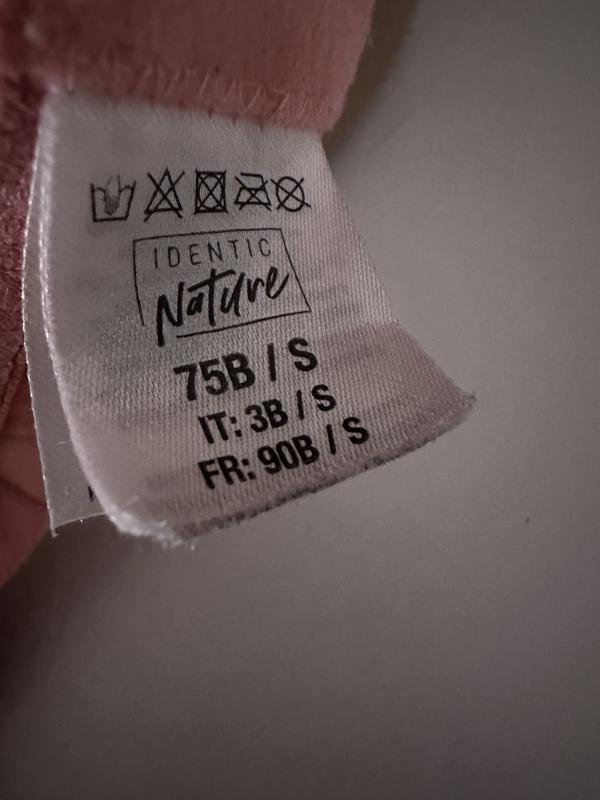 IDENTIC
Nature
75B / S
IT: 3B / S
FR: 90B / S